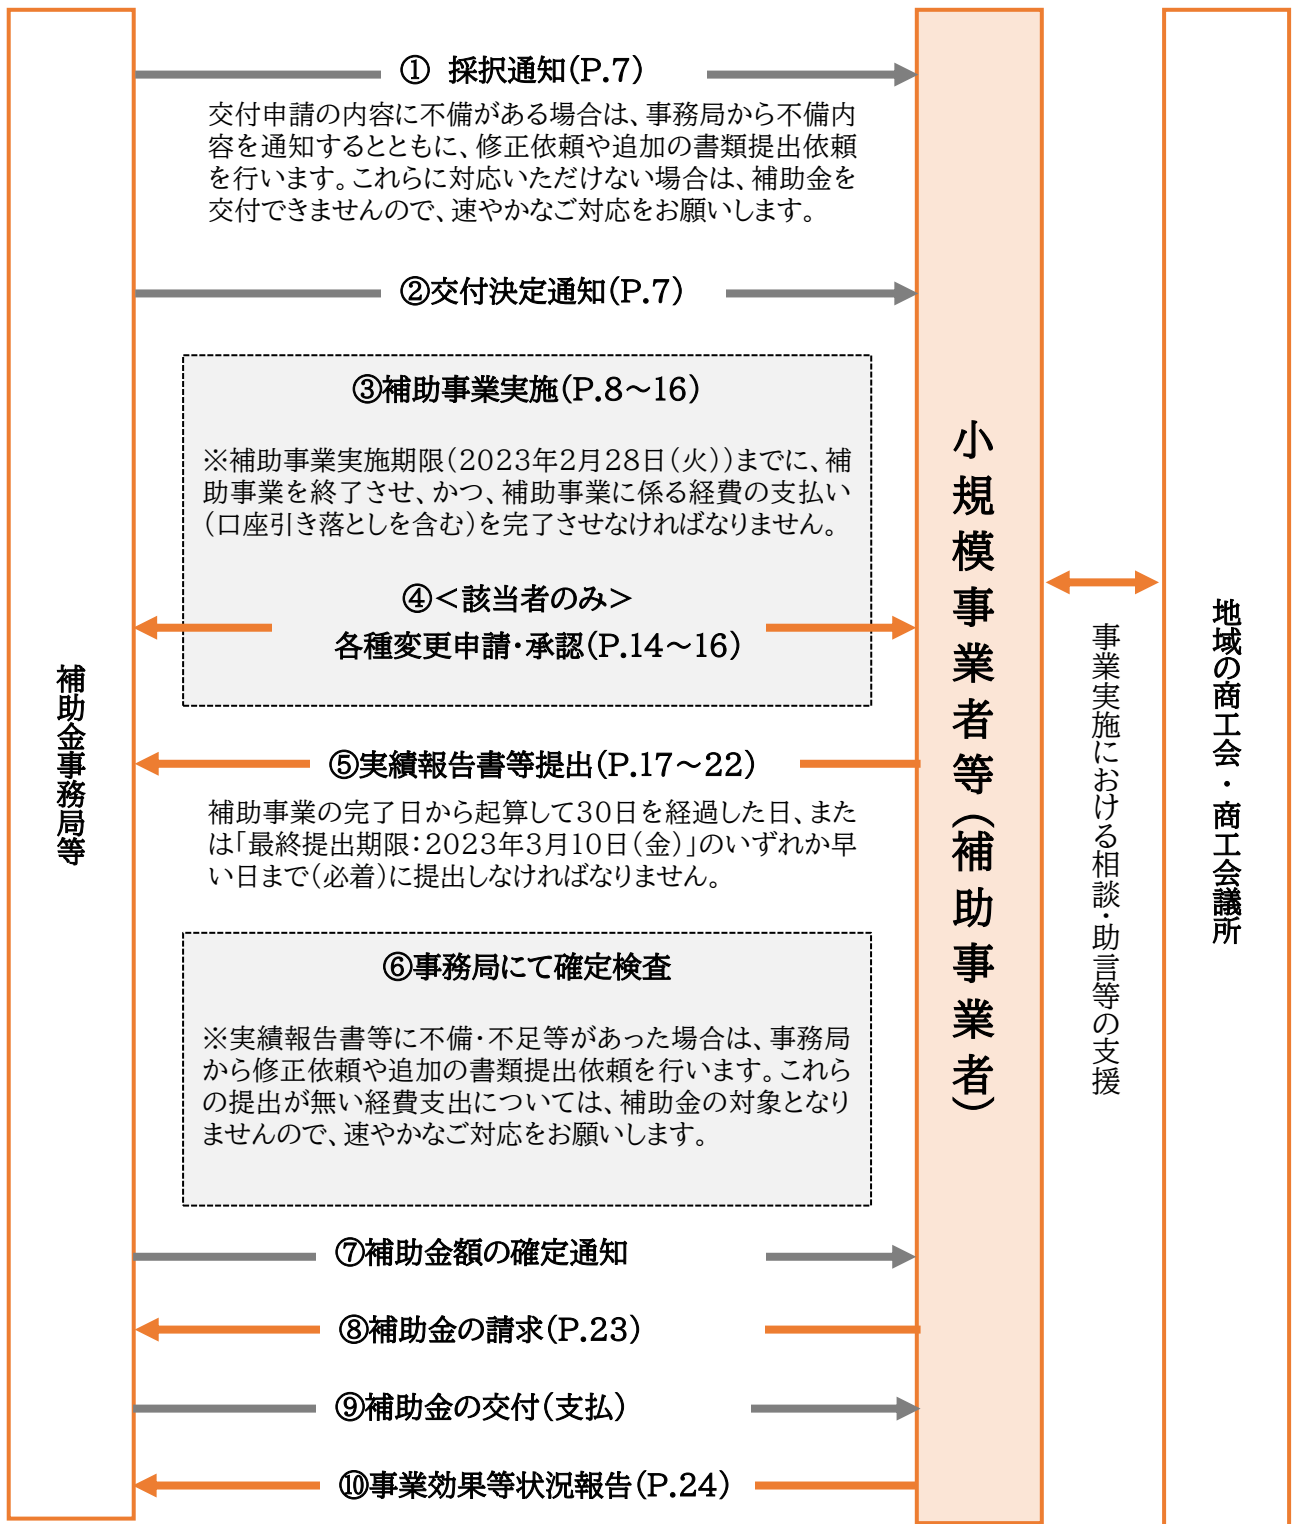 ① 採択通知(P.7)
交付申請の内容に不備がある場合は、事務局から不備内
容を通知するとともに、修正依頼や追加の書類提出依頼
を行います。これらに対応いただけない場合は、補助金を
交付できませんので、速やかなご対応をお願いします。
②交付決定通知(P.7)
③補助事業実施(P.8～16)
※補助事業実施期限(2023年2月28日(火))までに、補
助事業を終了させ、かつ、補助事業に係る経費の支払い
(口座引き落としを含む)を完了させなければなりません。
④＜該当者のみ＞
各種変更申請・承認(P.14～16)
⑤実績報告書等提出(P.17～22)
補助事業の完了日から起算して30日を経過した日、また
は「最終提出期限：2023年3月10日(金)」のいずれか早
い日まで(必着)に提出しなければなりません。
⑥事務局にて確定検査
※実績報告書等に不備・不足等があった場合は、事務局
から修正依頼や追加の書類提出依頼を行います。これら
の提出が無い経費支出については、補助金の対象となり
ませんので、速やかなご対応をお願いします。
⑦補助金額の確定通知
⑧補助金の請求(P.23)
⑨補助金の交付(支払)
⑩事業効果等状況報告(P.24)
補助金事務局等
小規模事業者等(補助事業者)
事業実施における相談・助言等の支援
地域の商工会・商工会議所